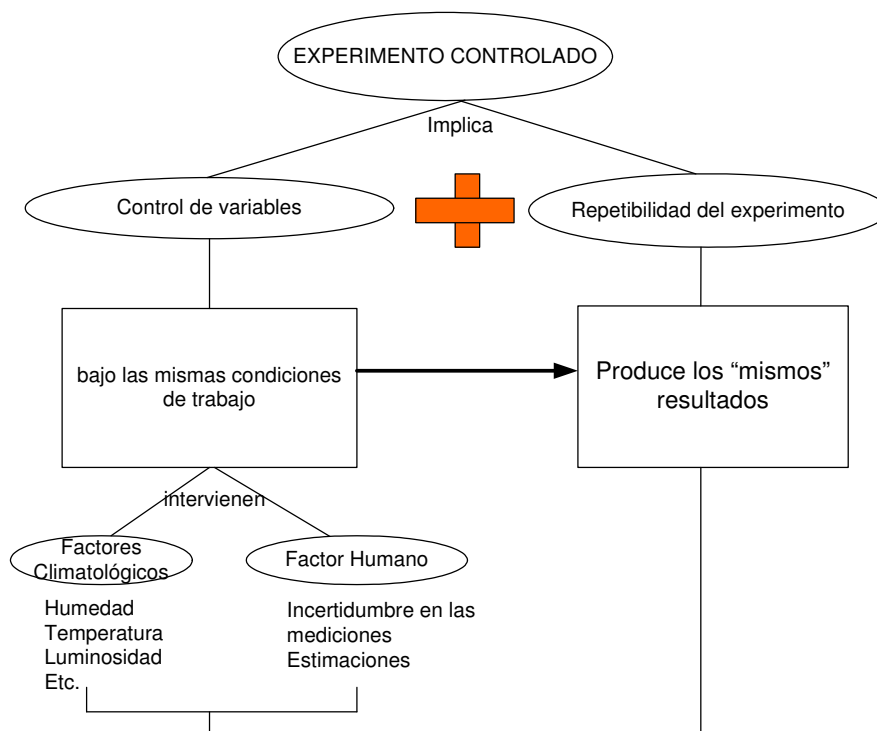 EXPERIMENTO CONTROLADO
Implica
Control de variables
Repetibilidad del experimento
bajo las mismas condiciones
de trabajo
Produce los “mismos”
resultados
intervienen
Factores
Climatológicos
Factor Humano
Humedad
Temperatura
Luminosidad
Etc.
Incertidumbre en las
mediciones
Estimaciones